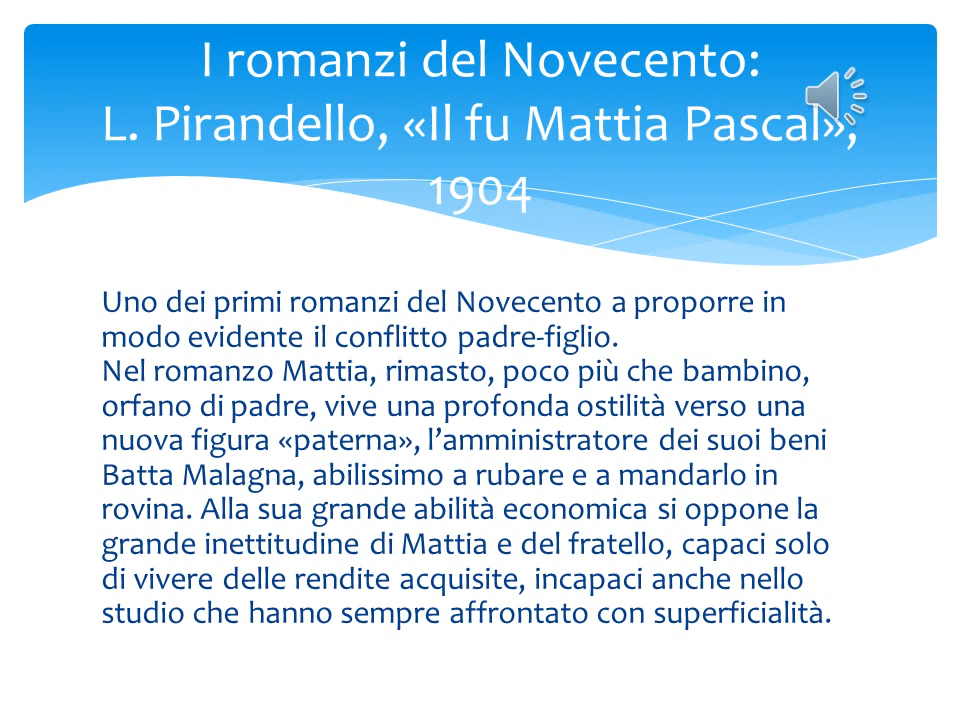 I romanzi del Novecento:
L. Pirandello, «Il fu Mattia Pascal»,
1904
Uno dei primi romanzi del Novecento a proporre in
modo evidente il conflitto padre-figlio.
Nel romanzo Mattia, rimasto, poco più che bambino,
orfano di padre, vive una profonda ostilità verso una
nuova figura «paterna», l’amministratore dei suoi beni
Batta Malagna, abilissimo a rubare e a mandarlo in
rovina. Alla sua grande abilità economica si oppone la
grande inettitudine di Mattia e del fratello, capaci solo
di vivere delle rendite acquisite, incapaci anche nello
studio che hanno sempre affrontato con superficialità.